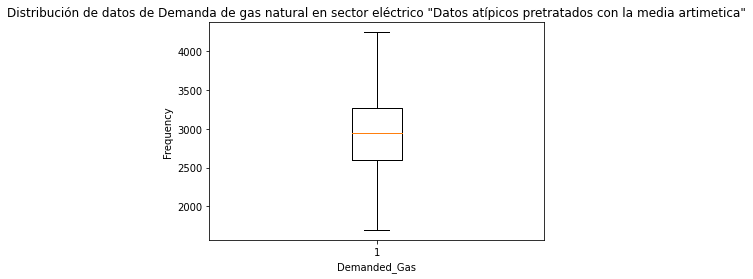 Distribución de datos de Demanda de gas natural en sector eléctrico "Datos atípicos pretratados con la media artimetica"
4000
3500
3000
2500
2000
Frequency
1
Demanded_Gas